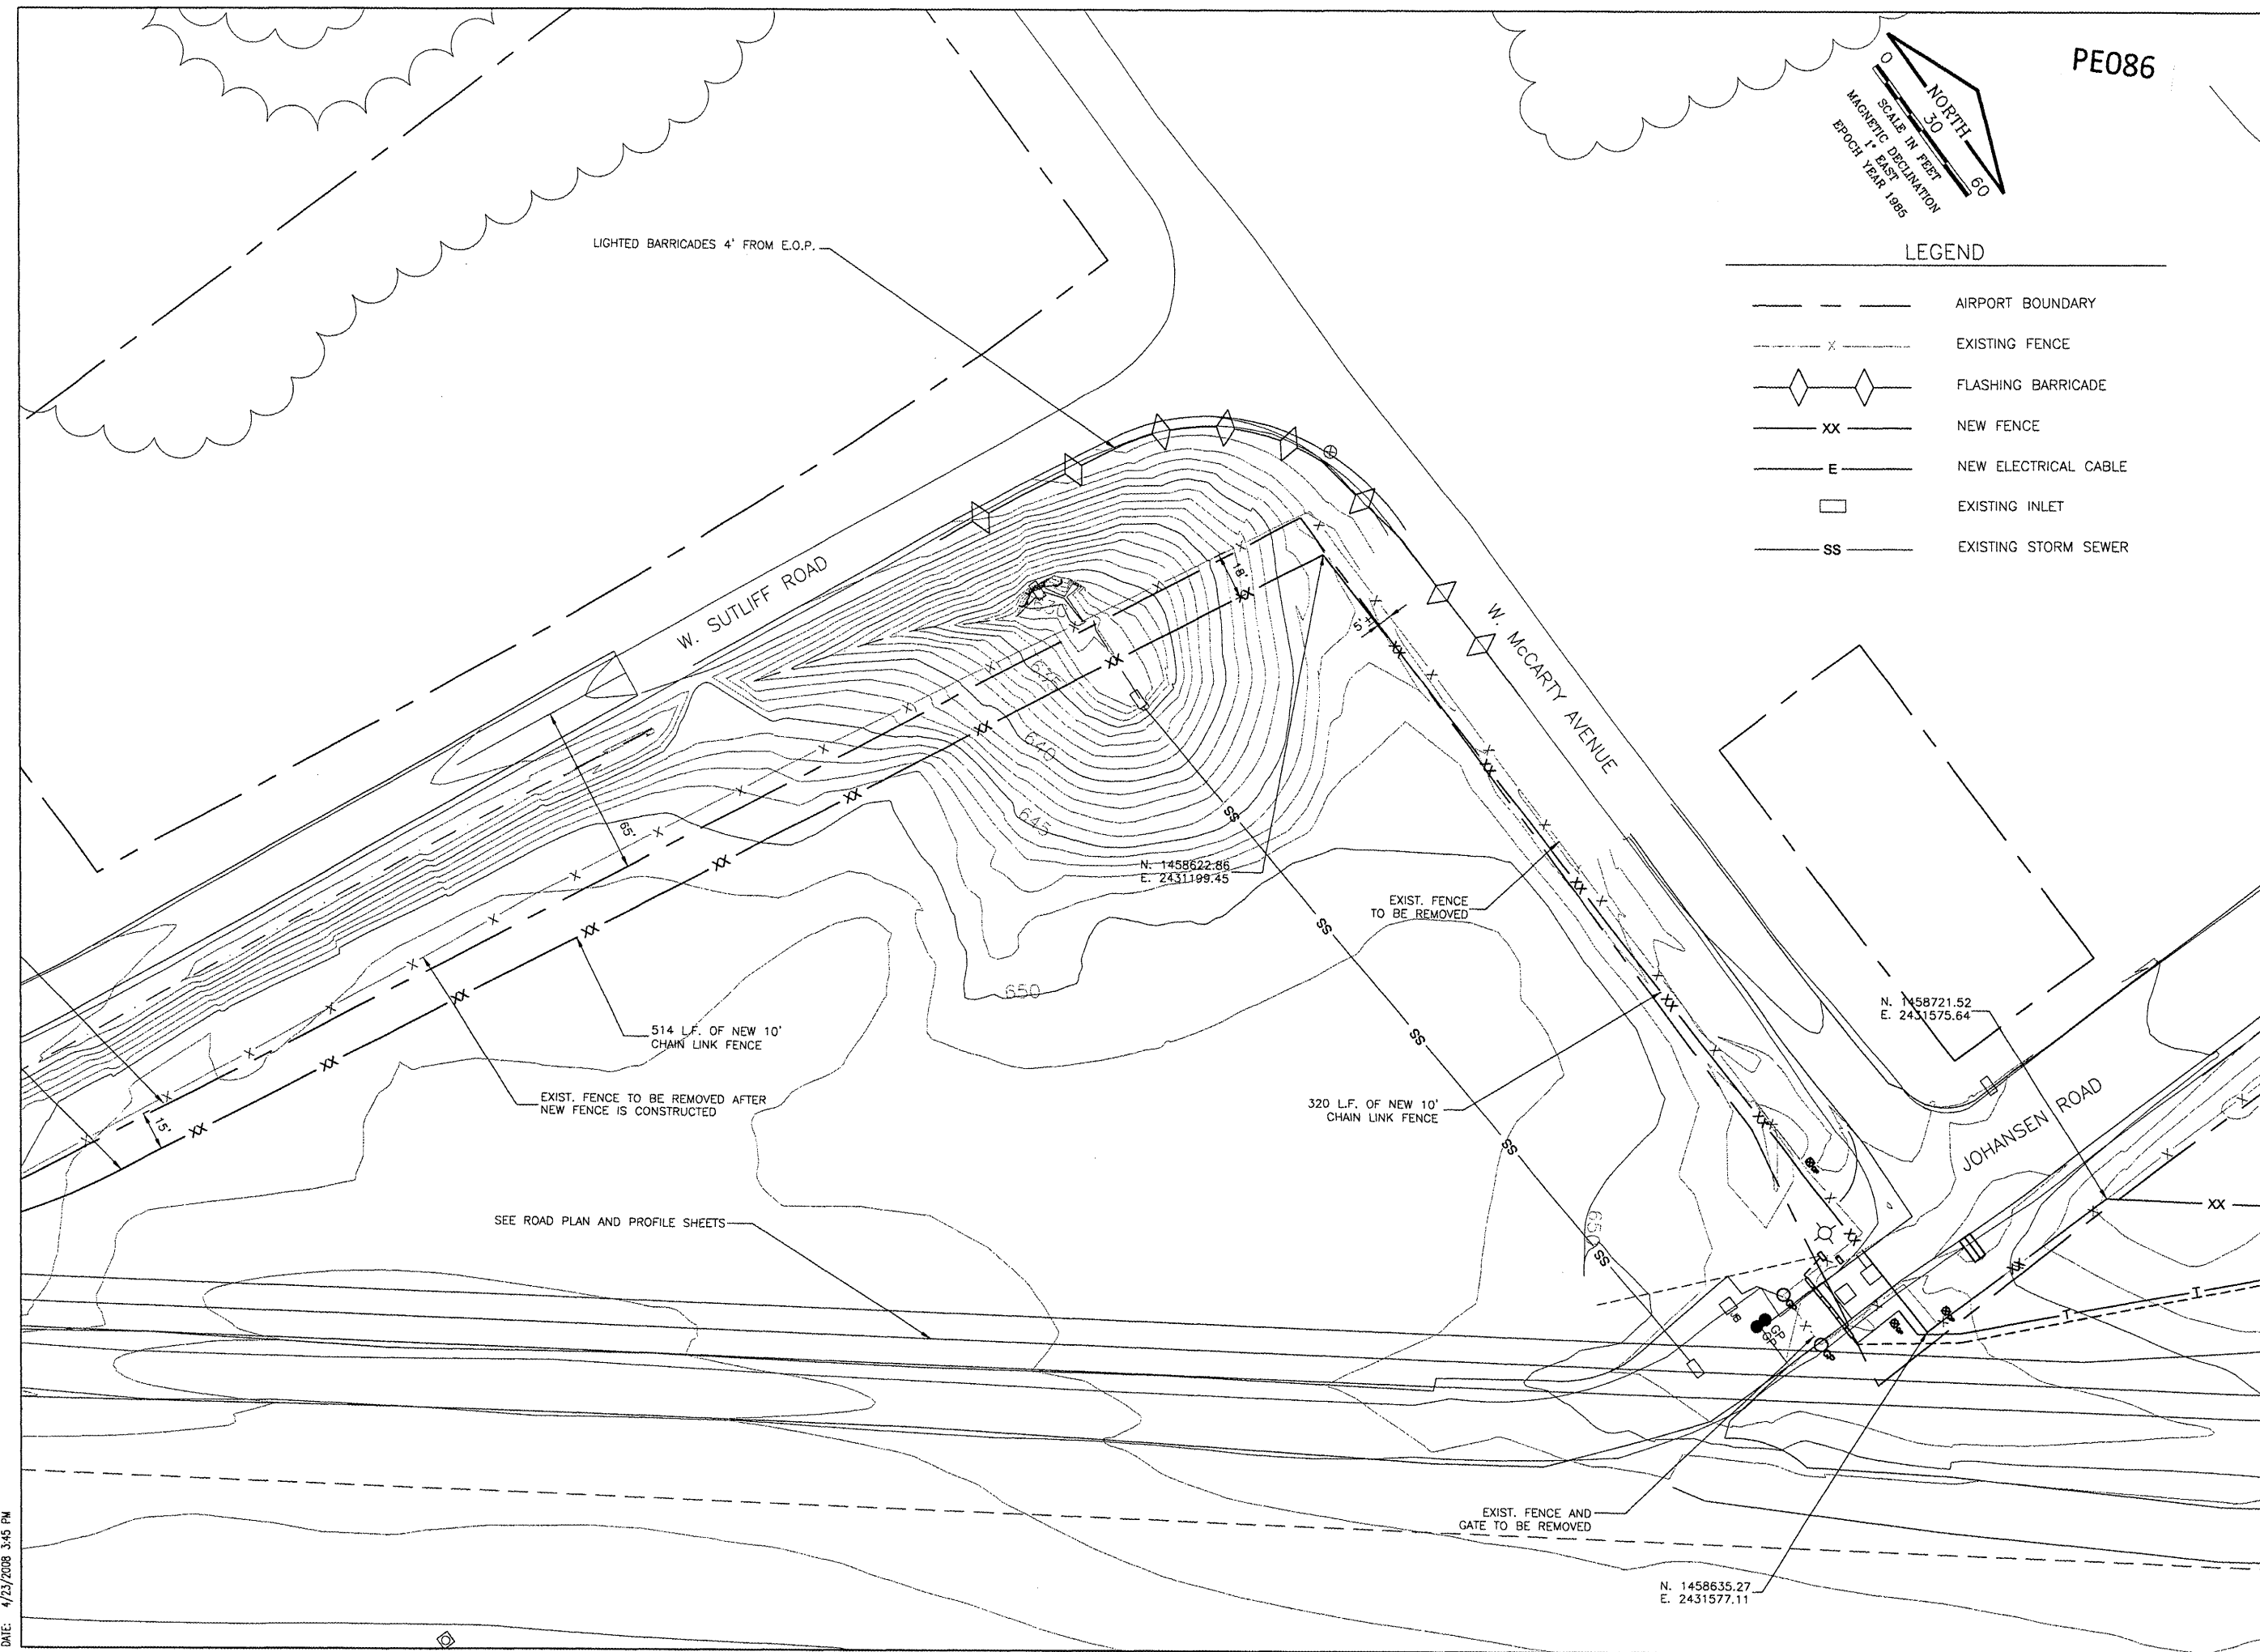 PE086
0
NORTH
30
60
SCALE IN FEET
MAGNETIC DECLINATION
1° EAST
EPOCH YEAR 1985
LEGEND
AIRPORT BOUNDARY
X EXISTING FENCE
FLASHING BARRICADE
XX NEW FENCE
E NEW ELECTRICAL CABLE
EXISTING INLET
SS EXISTING STORM SEWER
LIGHTED BARRICADES 4' FROM E.O.P.
W. SUTLIFF ROAD
W. McCARTY AVENUE
JOHANSEN ROAD
18'
5'
65'
15'
640
645
650
650
N. 1458622.86
E. 2431199.45
EXIST. FENCE
TO BE REMOVED
N. 1458721.52
E. 2431575.64
514 L.F. OF NEW 10'
CHAIN LINK FENCE
EXIST. FENCE TO BE REMOVED AFTER
NEW FENCE IS CONSTRUCTED
320 L.F. OF NEW 10'
CHAIN LINK FENCE
SEE ROAD PLAN AND PROFILE SHEETS
GP
GP
EXIST. FENCE AND
GATE TO BE REMOVED
N. 1458635.27
E. 2431577.11
DATE: 4/23/2008 3:45 PM